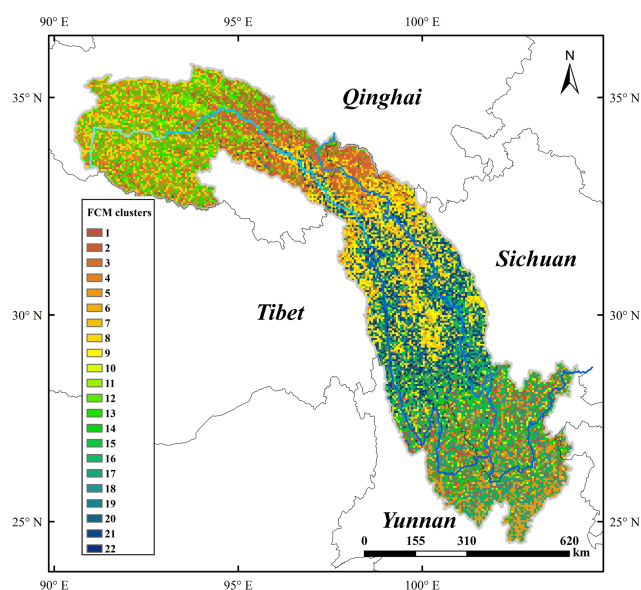 90° E 95° E 100° E
N
35° N 35° N
Qinghai
FCM clusters
1
2
3
4
5
6
7
8
9
10
11
12
13
14
15
16
17
18
19
20
21
22
Sichuan
Tibet
30° N 30° N
Yunnan
25° N 25° N
0 155 310 620
km
90° E 95° E 100° E